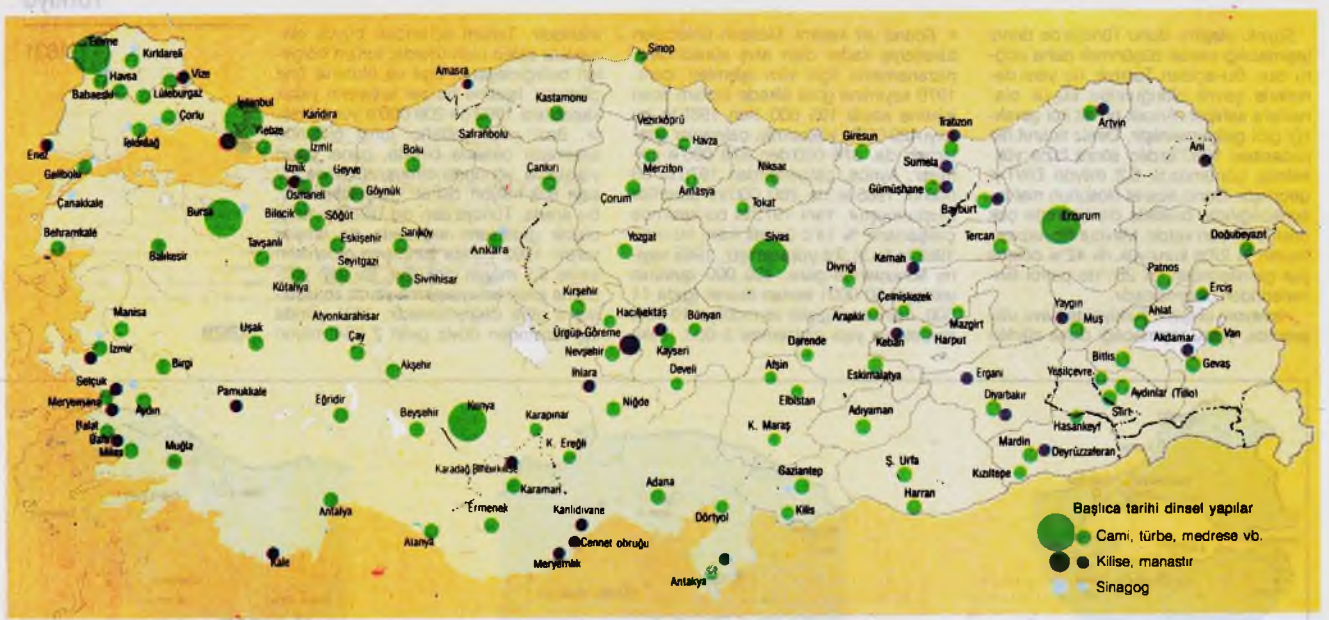 Edirne
Kırklareli
Vize
Havsa
Babaeski
Lüleburgaz
Çorlu
Tekirdağ
Enez
Gelibolu
Çanakkale
İstanbul
Gebze
Kandıra
İzmit
İznik
Geyve
Osmaneli
Göynük
Bolu
Bursa
Bilecik
Söğüt
Behramkale
Balıkesir
Tavşanlı
Eskişehir
Sarıköy
Seyitgazi
Kütahya
Sivrihisar
Ankara
Amasra
Safranbolu
Kastamonu
Sinop
Çankırı
Vezirköprü
Havza
Merzifon
Amasya
Çorum
Niksar
Tokat
Yozgat
Sivas
Giresun
Trabzon
Sumela
Gümüşhane
Bayburt
Artvin
Ani
Erzurum
Tercan
Doğubeyazıt
Kemah
Divriği
Patnos
Erciş
Manisa
İzmir
Uşak
Afyonkarahisar
Çay
Birgi
Akşehir
Kırşehir
Hacıbektaş
Ürgüp-Göreme
Nevşehir
Kayseri
Bünyan
Arapkir
Çemişkezek
Mazgirt
Keban
Harput
Yaygın
Muş
Ahlat
Akdamar
Van
Gevaş
Bitlis
Darende
Afşin
Elbistan
Eskimalatya
Ergani
Yeşilçevre
Aydınlar (Tillo)
Siirt
Diyarbakır
Hasankeyf
Selçuk
Meryemana
Aydın
Pamukkale
Eğridir
Ihlara
Develi
Niğde
Adıyaman
Balat
Bafa
Milas
Muğla
Beyşehir
Konya
Karapınar
K. Ereğli
K. Maraş
Mardin
Deyrüzzaferan
Kızıltepe
Karadağ Binbirkilise
Karaman
Adana
Gaziantep
Ş. Urfa
Harran
Antalya
Alanya
Ermenek
Kanlıdivane
Cennet obruğu
Meryemlik
Dörtyol
Kilis
Kale
Antakya
Başlıca tarihi dinsel yapılar
Cami, türbe, medrese vb.
Kilise, manastır
Sinagog